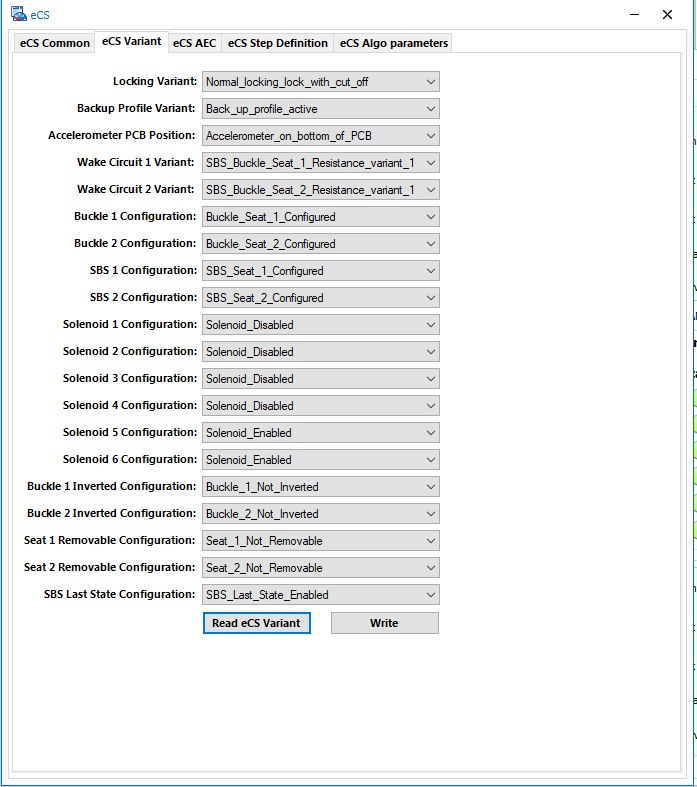 eCS
eCS Common eCS Variant eCS AEC eCS Step Definition eCS Algo parameters
Locking Variant: Normal_locking_lock_with_cut_off
Backup Profile Variant: Back_up_profile_active
Accelerometer PCB Position: Accelerometer_on_bottom_of_PCB
Wake Circuit 1 Variant: SBS_Buckle_Seat_1_Resistance_variant_1
Wake Circuit 2 Variant: SBS_Buckle_Seat_2_Resistance_variant_1
Buckle 1 Configuration: Buckle_Seat_1_Configured
Buckle 2 Configuration: Buckle_Seat_2_Configured
SBS 1 Configuration: SBS_Seat_1_Configured
SBS 2 Configuration: SBS_Seat_2_Configured
Solenoid 1 Configuration: Solenoid_Disabled
Solenoid 2 Configuration: Solenoid_Disabled
Solenoid 3 Configuration: Solenoid_Disabled
Solenoid 4 Configuration: Solenoid_Disabled
Solenoid 5 Configuration: Solenoid_Enabled
Solenoid 6 Configuration: Solenoid_Enabled
Buckle 1 Inverted Configuration: Buckle_1_Not_Inverted
Buckle 2 Inverted Configuration: Buckle_2_Not_Inverted
Seat 1 Removable Configuration: Seat_1_Not_Removable
Seat 2 Removable Configuration: Seat_2_Not_Removable
SBS Last State Configuration: SBS_Last_State_Enabled
Read eCS Variant Write